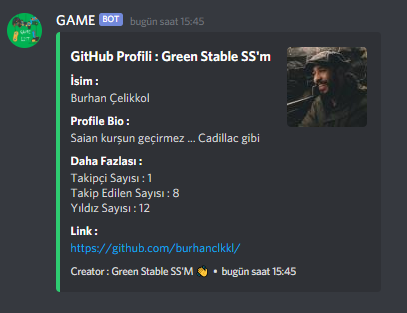 GAME BOT bugün saat 15:45
GitHub Profili : Green Stable SS'm
İsim :
Burhan Çelikkol
Profile Bio :
Saian kurşun geçirmez ... Cadillac gibi
Daha Fazlası :
Takipçi Sayısı : 1
Takip Edilen Sayısı : 8
Yıldız Sayısı : 12
Link :
https://github.com/burhanclkkl/
Creator : Green Stable SS'M 👋 • bugün saat 15:45